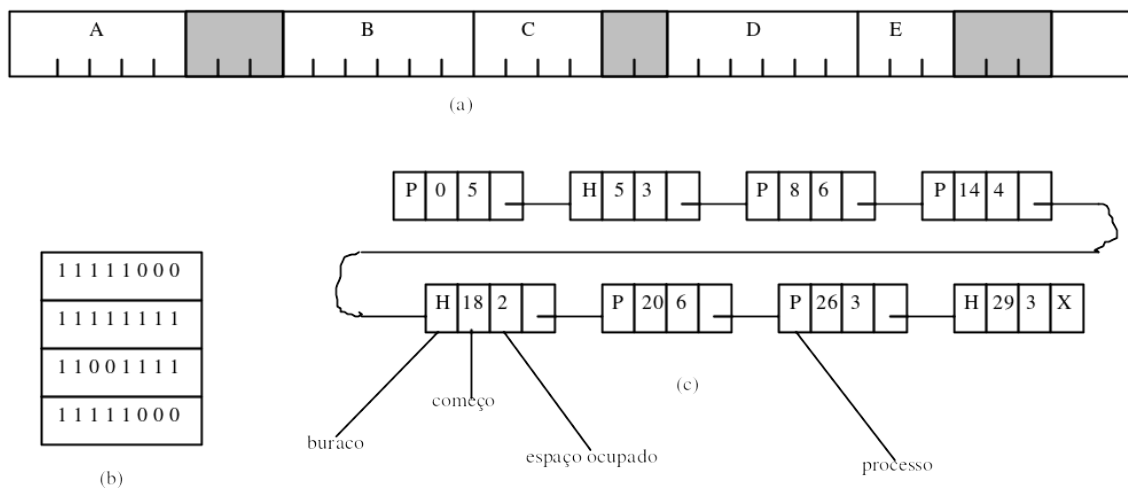 A B C D E
(a)
P 0 5 H 5 3 P 8 6 P 14 4
H 18 2 P 20 6 P 26 3 H 29 3 X
1 1 1 1 1 0 0 0
1 1 1 1 1 1 1 1
1 1 0 0 1 1 1 1
1 1 1 1 1 0 0 0
(b)
(c)
começo
buraco
espaço ocupado
processo